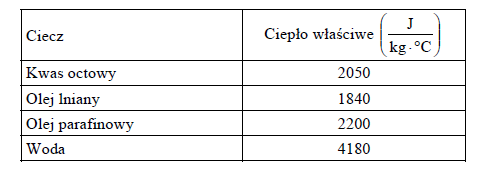 Ciecz Ciepło właściwe (J / kg · °C)
Kwas octowy 2050
Olej lniany 1840
Olej parafinowy 2200
Woda 4180